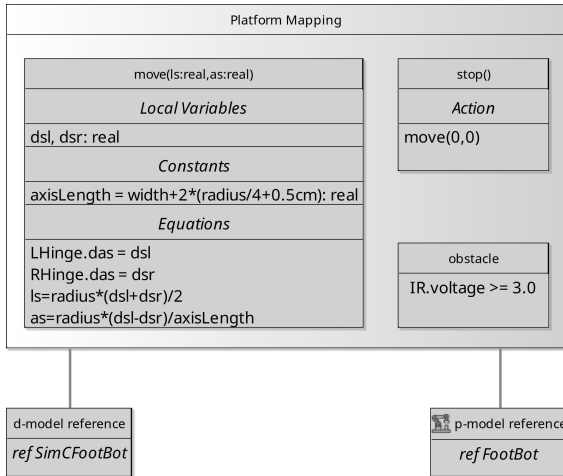 Platform Mapping
move(ls:real,as:real)
Local Variables
dsl, dsr: real
Constants
axisLength = width+2*(radius/4+0.5cm): real
Equations
LHinge.das = dsl
RHinge.das = dsr
ls=radius*(dsl+dsr)/2
as=radius*(dsl-dsr)/axisLength
stop()
Action
move(0,0)
obstacle
IR.voltage >= 3.0
d-model reference
ref SimCFootBot
p-model reference
ref FootBot